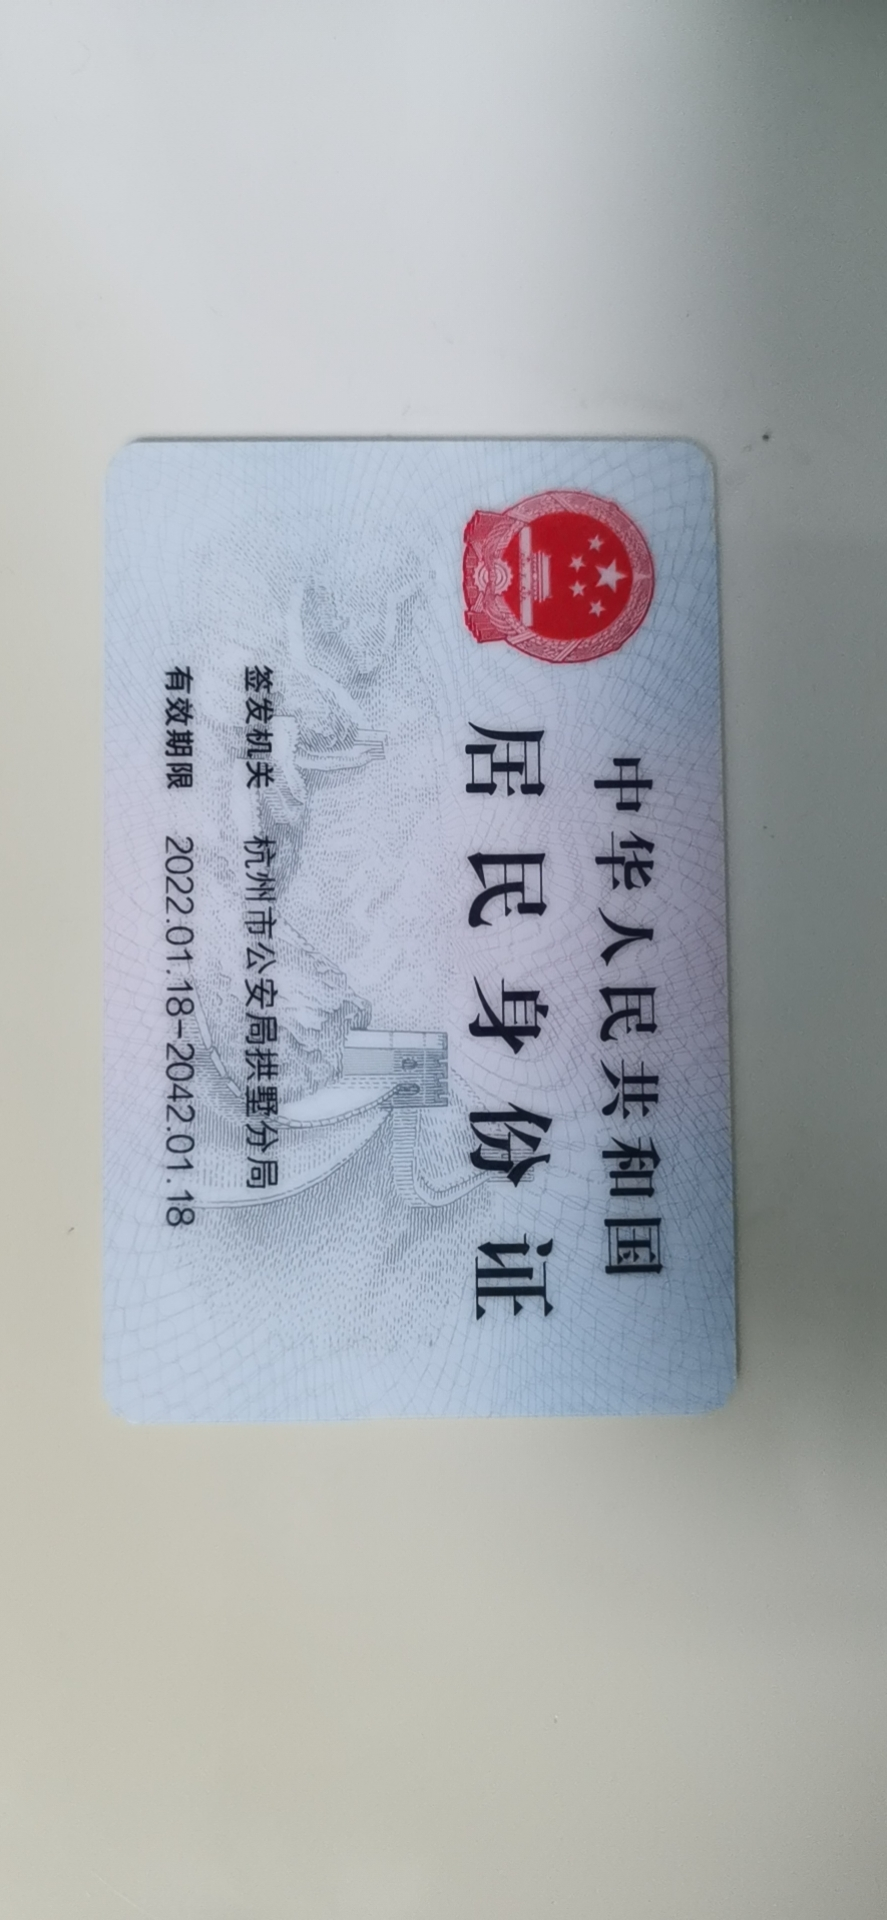 中华人民共和国
居民身份证
签发机关 杭州市公安局拱墅分局
有效期限 2022.01.18-2042.01.18